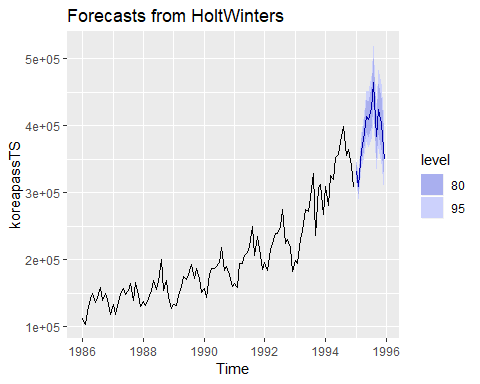 Forecasts from HoltWinters
5e+05
4e+05
3e+05
2e+05
1e+05
koreapassTS
1986
1988
1990
1992
1994
1996
Time
level
80
95